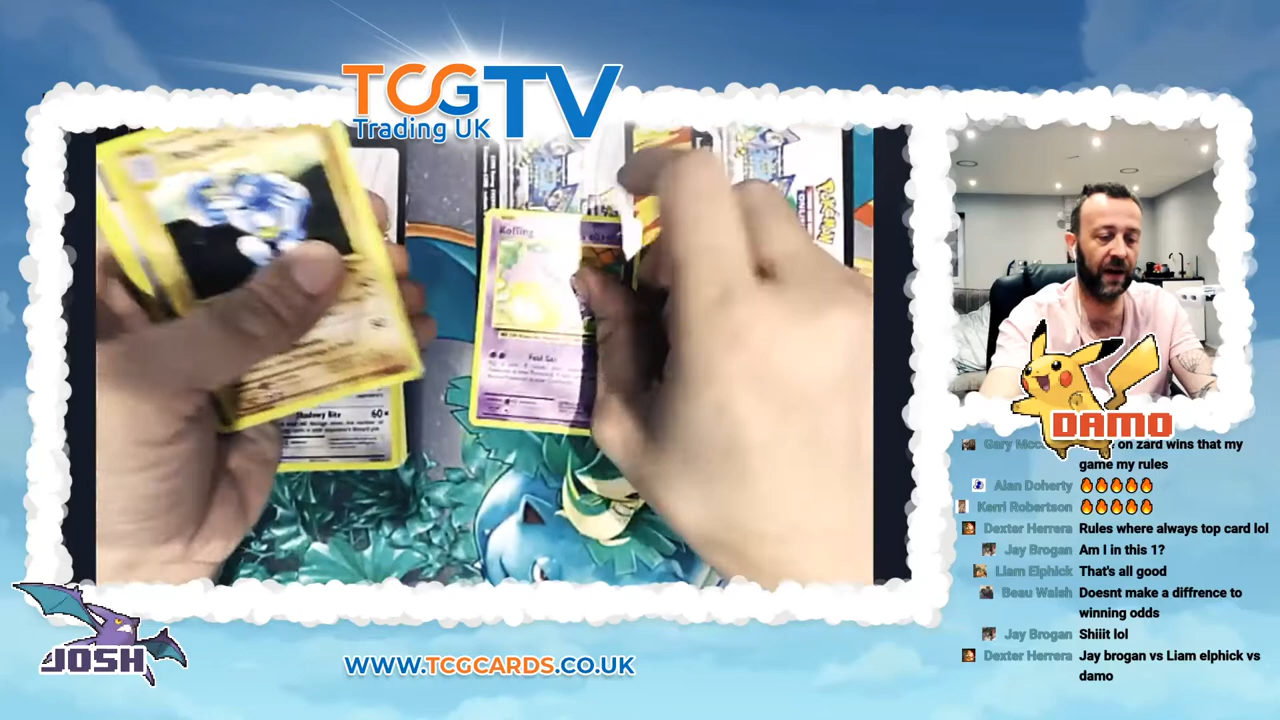 TCG TV
Trading UK
Koffing
Foul Gas
Shadowy Bite 60×
DAMO
on zard wins that my
game my rules
Alan Doherty 🔥🔥🔥🔥🔥
Kerri Robertson 🔥🔥🔥🔥🔥
Dexter Herrera Rules where always top card lol
Jay Brogan Am I in this 1?
Liam Elphick That's all good
Beau Walsh Doesnt make a diffrence to
winning odds
Jay Brogan Shiiit lol
Dexter Herrera Jay brogan vs Liam elphick vs
damo
JOSH
WWW.TCGCARDS.CO.UK